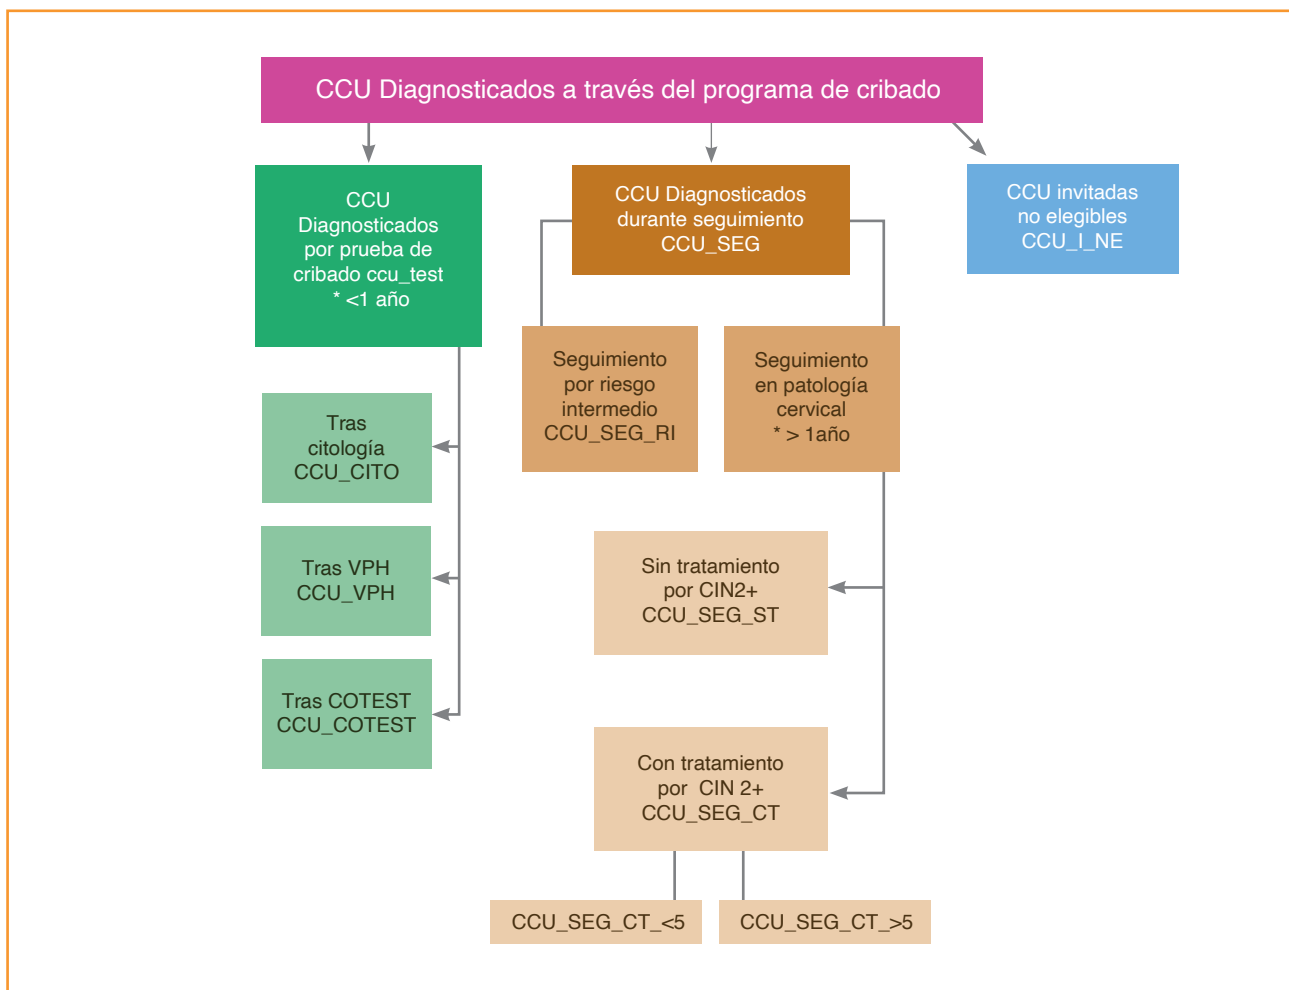 CCU Diagnosticados a través del programa de cribado
CCU
Diagnosticados
por prueba de
cribado ccu_test
* <1 año
Tras
citología
CCU_CITO
Tras VPH
CCU_VPH
Tras COTEST
CCU_COTEST
CCU Diagnosticados
durante seguimiento
CCU_SEG
Seguimiento
por riesgo
intermedio
CCU_SEG_RI
Seguimiento
en patología
cervical
* > 1año
Sin tratamiento
por CIN2+
CCU_SEG_ST
Con tratamiento
por CIN 2+
CCU_SEG_CT
CCU_SEG_CT_<5
CCU_SEG_CT_>5
CCU invitadas
no elegibles
CCU_I_NE